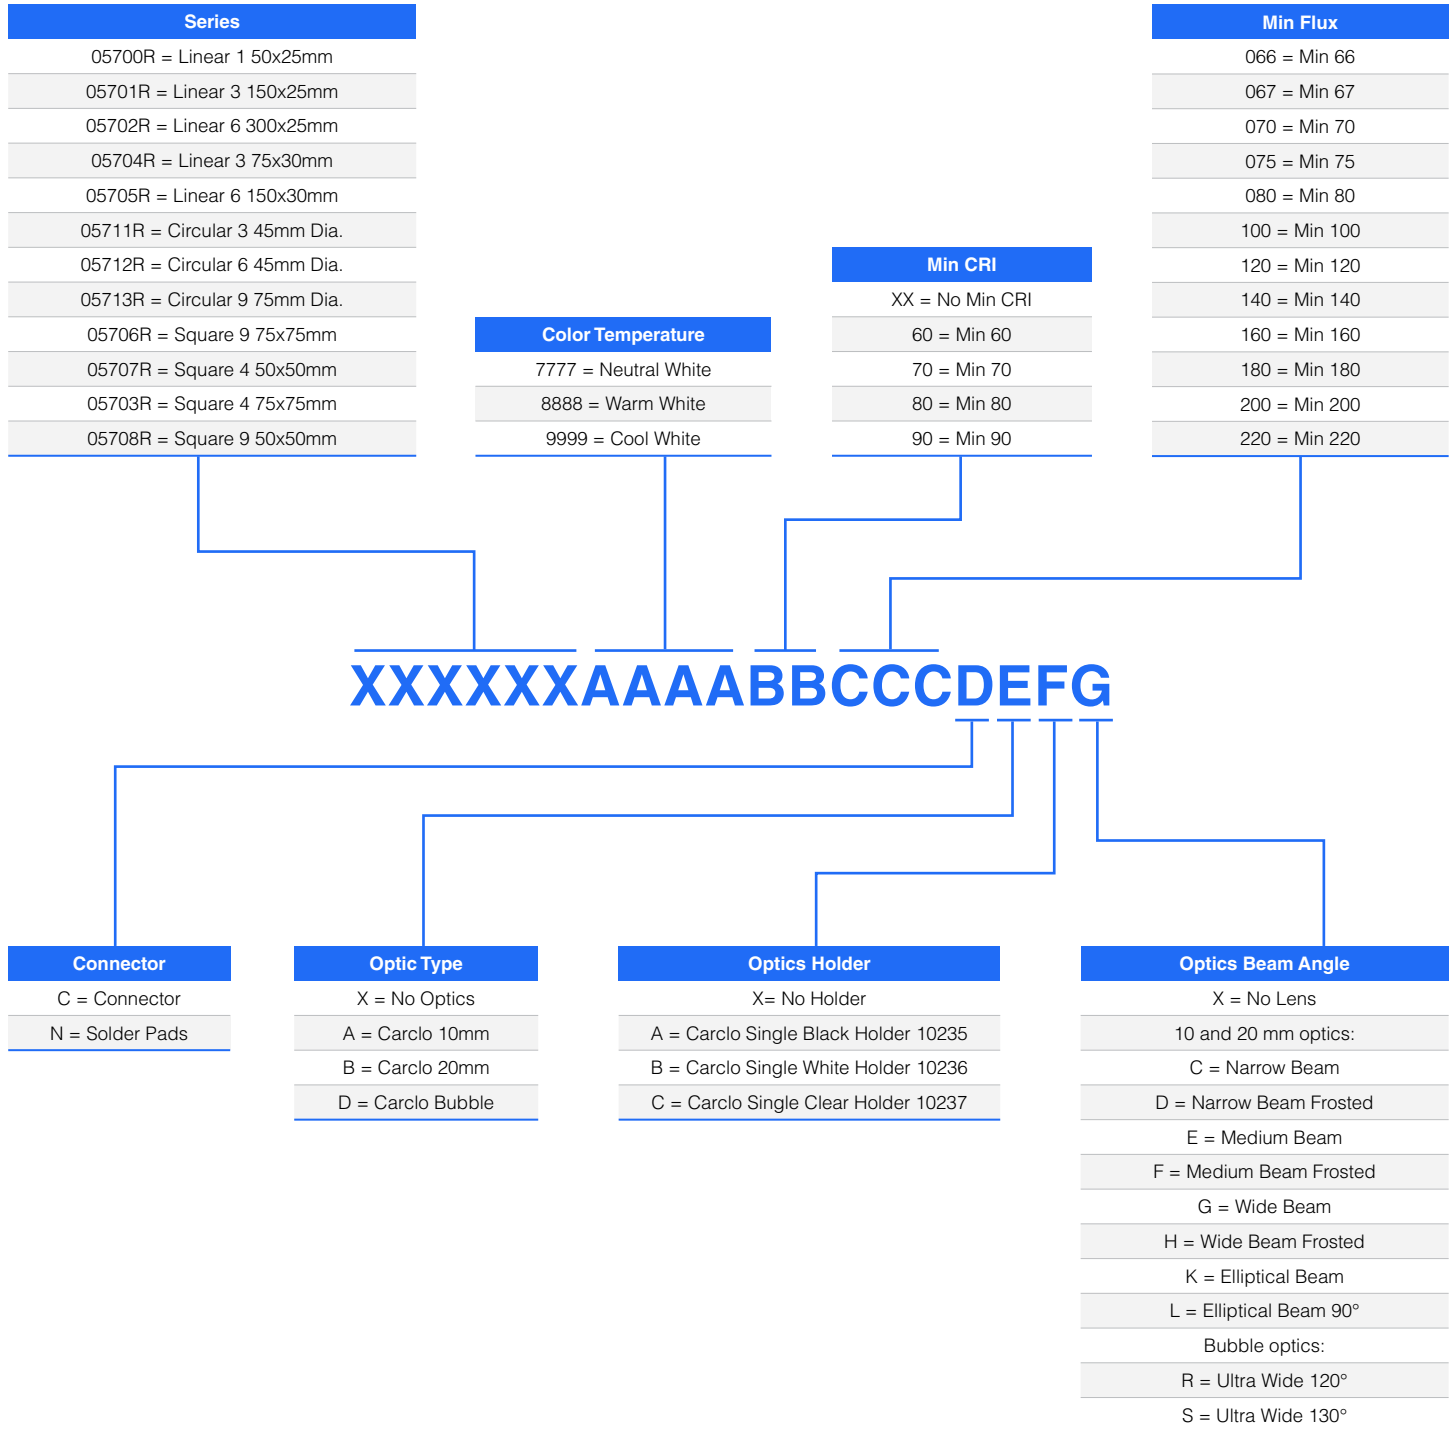 Series
05700R = Linear 1 50x25mm
05701R = Linear 3 150x25mm
05702R = Linear 6 300x25mm
05704R = Linear 3 75x30mm
05705R = Linear 6 150x30mm
05711R = Circular 3 45mm Dia.
05712R = Circular 6 45mm Dia.
05713R = Circular 9 75mm Dia.
05706R = Square 9 75x75mm
05707R = Square 4 50x50mm
05703R = Square 4 75x75mm
05708R = Square 9 50x50mm
Color Temperature
7777 = Neutral White
8888 = Warm White
9999 = Cool White
Min CRI
XX = No Min CRI
60 = Min 60
70 = Min 70
80 = Min 80
90 = Min 90
Min Flux
066 = Min 66
067 = Min 67
070 = Min 70
075 = Min 75
080 = Min 80
100 = Min 100
120 = Min 120
140 = Min 140
160 = Min 160
180 = Min 180
200 = Min 200
220 = Min 220
XXXXXXAAAABBCCCDEFG
Connector
C = Connector
N = Solder Pads
Optic Type
X = No Optics
A = Carclo 10mm
B = Carclo 20mm
D = Carclo Bubble
Optics Holder
X= No Holder
A = Carclo Single Black Holder 10235
B = Carclo Single White Holder 10236
C = Carclo Single Clear Holder 10237
Optics Beam Angle
X = No Lens
10 and 20 mm optics:
C = Narrow Beam
D = Narrow Beam Frosted
E = Medium Beam
F = Medium Beam Frosted
G = Wide Beam
H = Wide Beam Frosted
K = Elliptical Beam
L = Elliptical Beam 90°
Bubble optics:
R = Ultra Wide 120°
S = Ultra Wide 130°